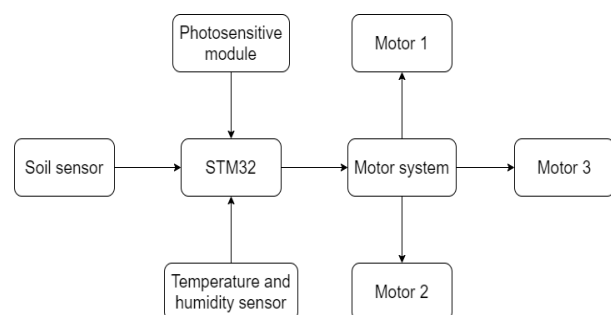 Photosensitive
module
Motor 1
Soil sensor
STM32
Motor system
Motor 3
Temperature and
humidity sensor
Motor 2